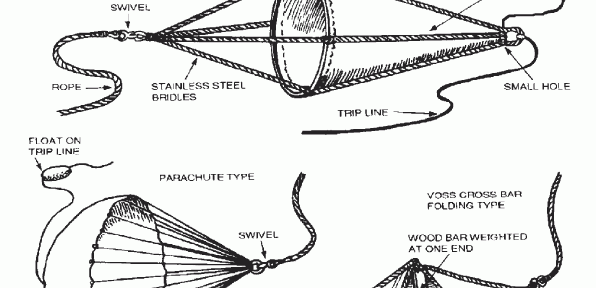 SWIVEL
ROPE
STAINLESS STEEL
BRIDLES
SMALL HOLE
TRIP LINE
FLOAT ON
TRIP LINE
PARACHUTE TYPE
SWIVEL
VOSS CROSS BAR
FOLDING TYPE
WOOD BAR WEIGHTED
AT ONE END